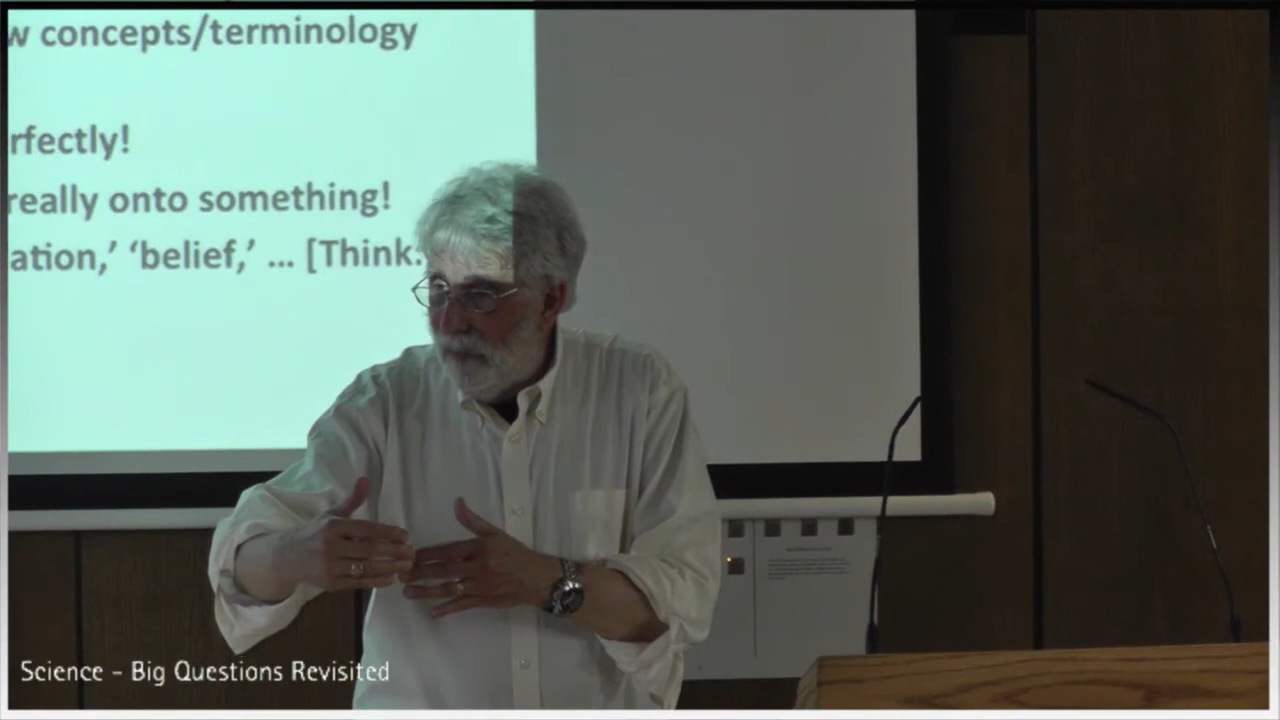 w concepts/terminology
rfectly!
really onto something!
ation,’ ‘belief,’ ... [Think:
Science - Big Questions Revisited